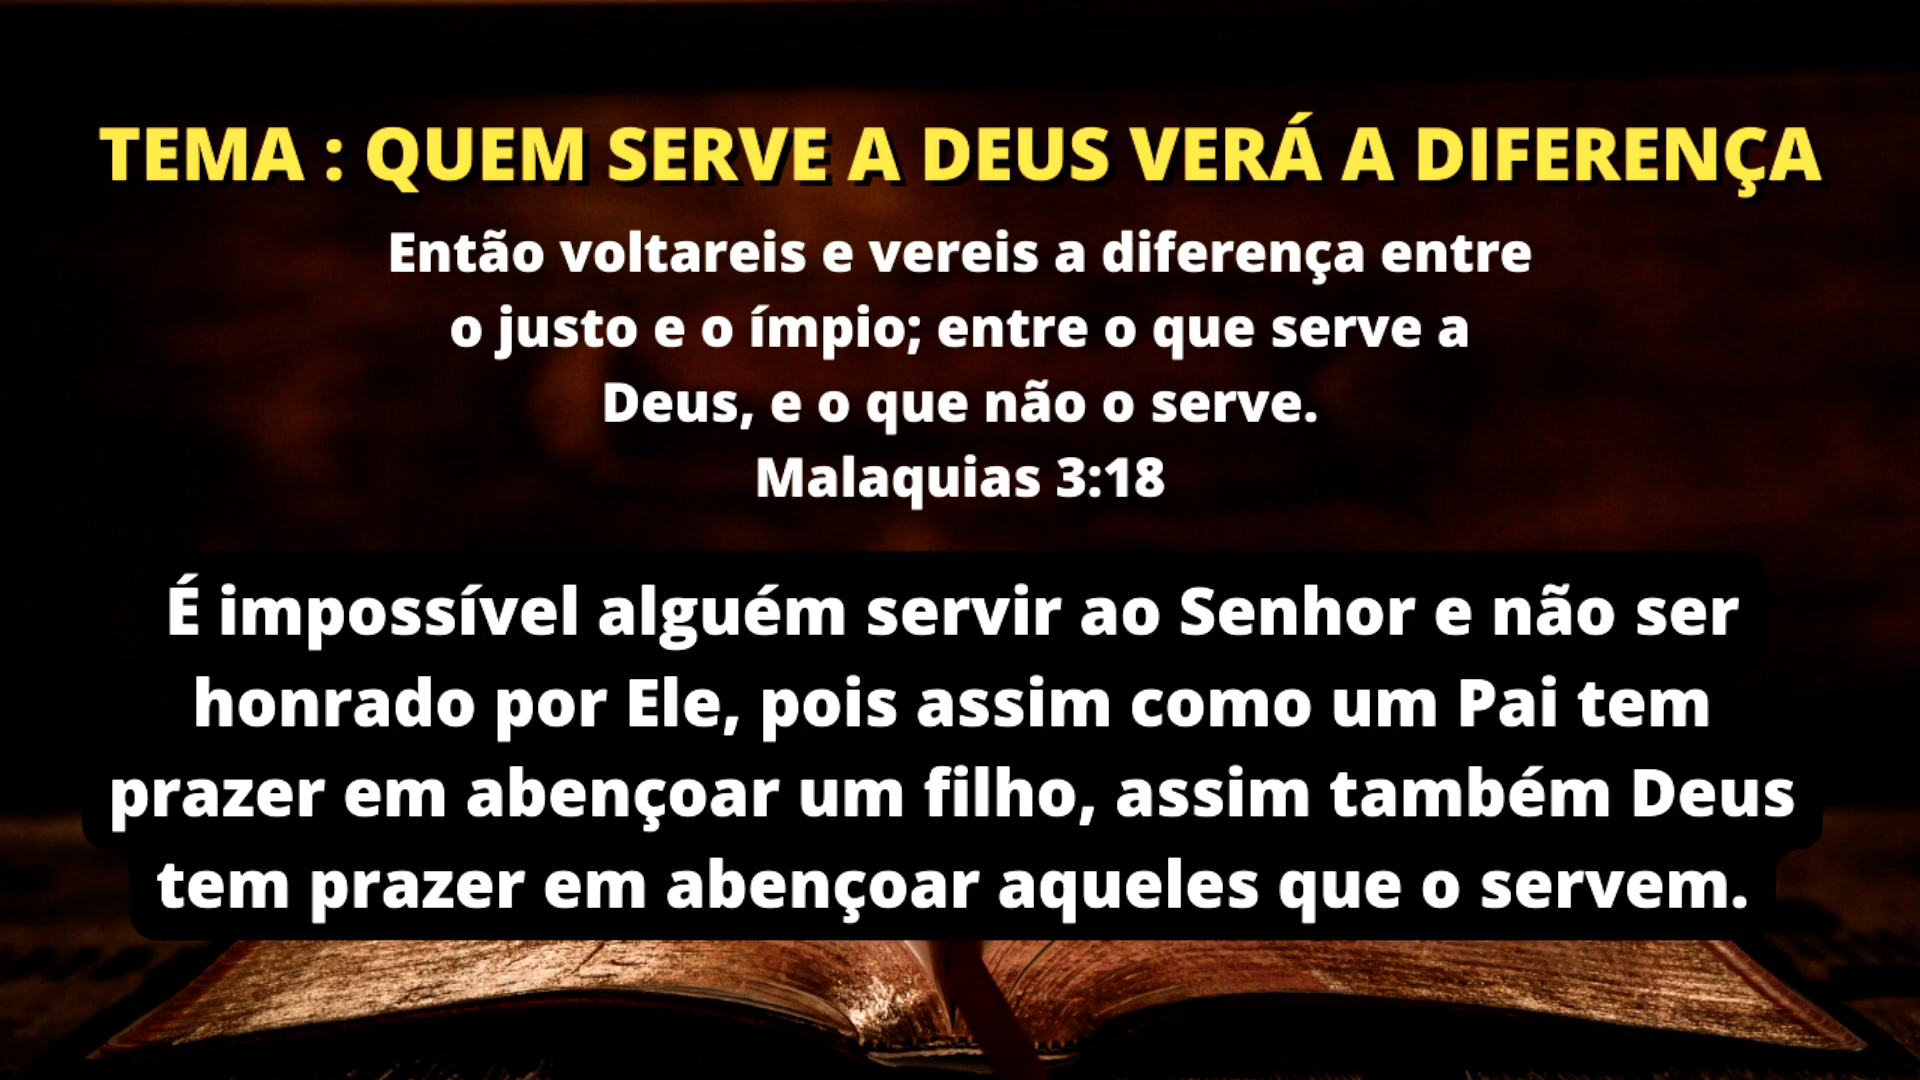 TEMA : QUEM SERVE A DEUS VERÁ A DIFERENÇA
Então voltareis e vereis a diferença entre
o justo e o ímpio; entre o que serve a
Deus, e o que não o serve.
Malaquias 3:18
É impossível alguém servir ao Senhor e não ser
honrado por Ele, pois assim como um Pai tem
prazer em abençoar um filho, assim também Deus
tem prazer em abençoar aqueles que o servem.